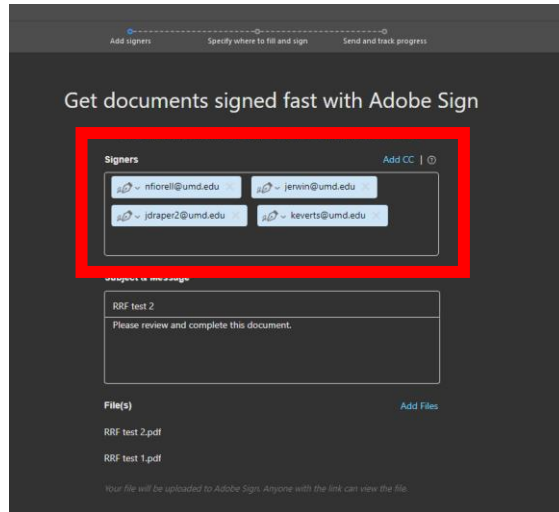 Add signers Specify where to fill and sign Send and track progress
Get documents signed fast with Adobe Sign
Signers Add CC |
nfiorell@umd.edu jerwin@umd.edu
jdraper2@umd.edu keverts@umd.edu
Subject & Message
RRF test 2
Please review and complete this document.
File(s) Add Files
RRF test 2.pdf
RRF test 1.pdf
Your file will be uploaded to Adobe Sign. Anyone with the link can view the file.